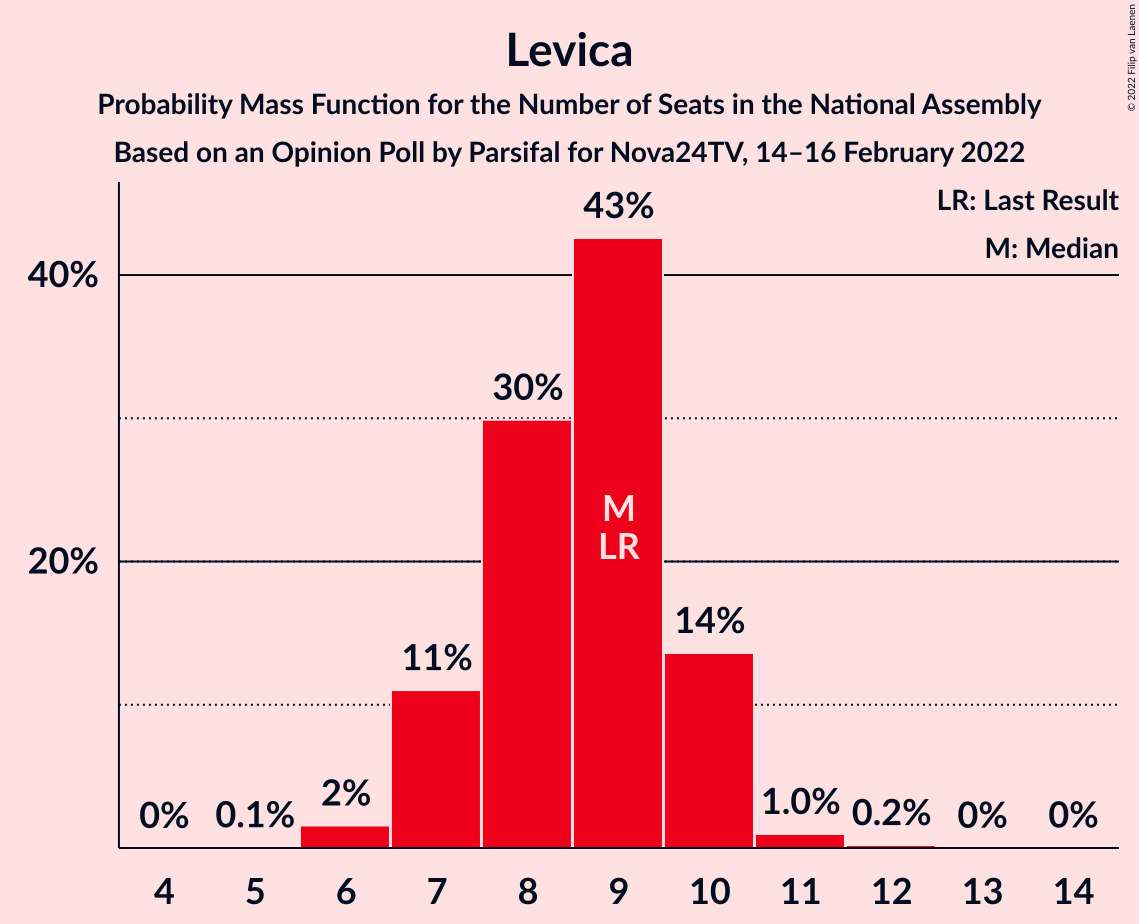 Levica
Probability Mass Function for the Number of Seats in the National Assembly
Based on an Opinion Poll by Parsifal for Nova24TV, 14–16 February 2022
© 2022 Filip van Laenen
LR: Last Result
M: Median
40%
20%
0%
0.1%
2%
11%
30%
43%
M
LR
14%
1.0%
0.2%
0%
0%
4 5 6 7 8 9 10 11 12 13 14